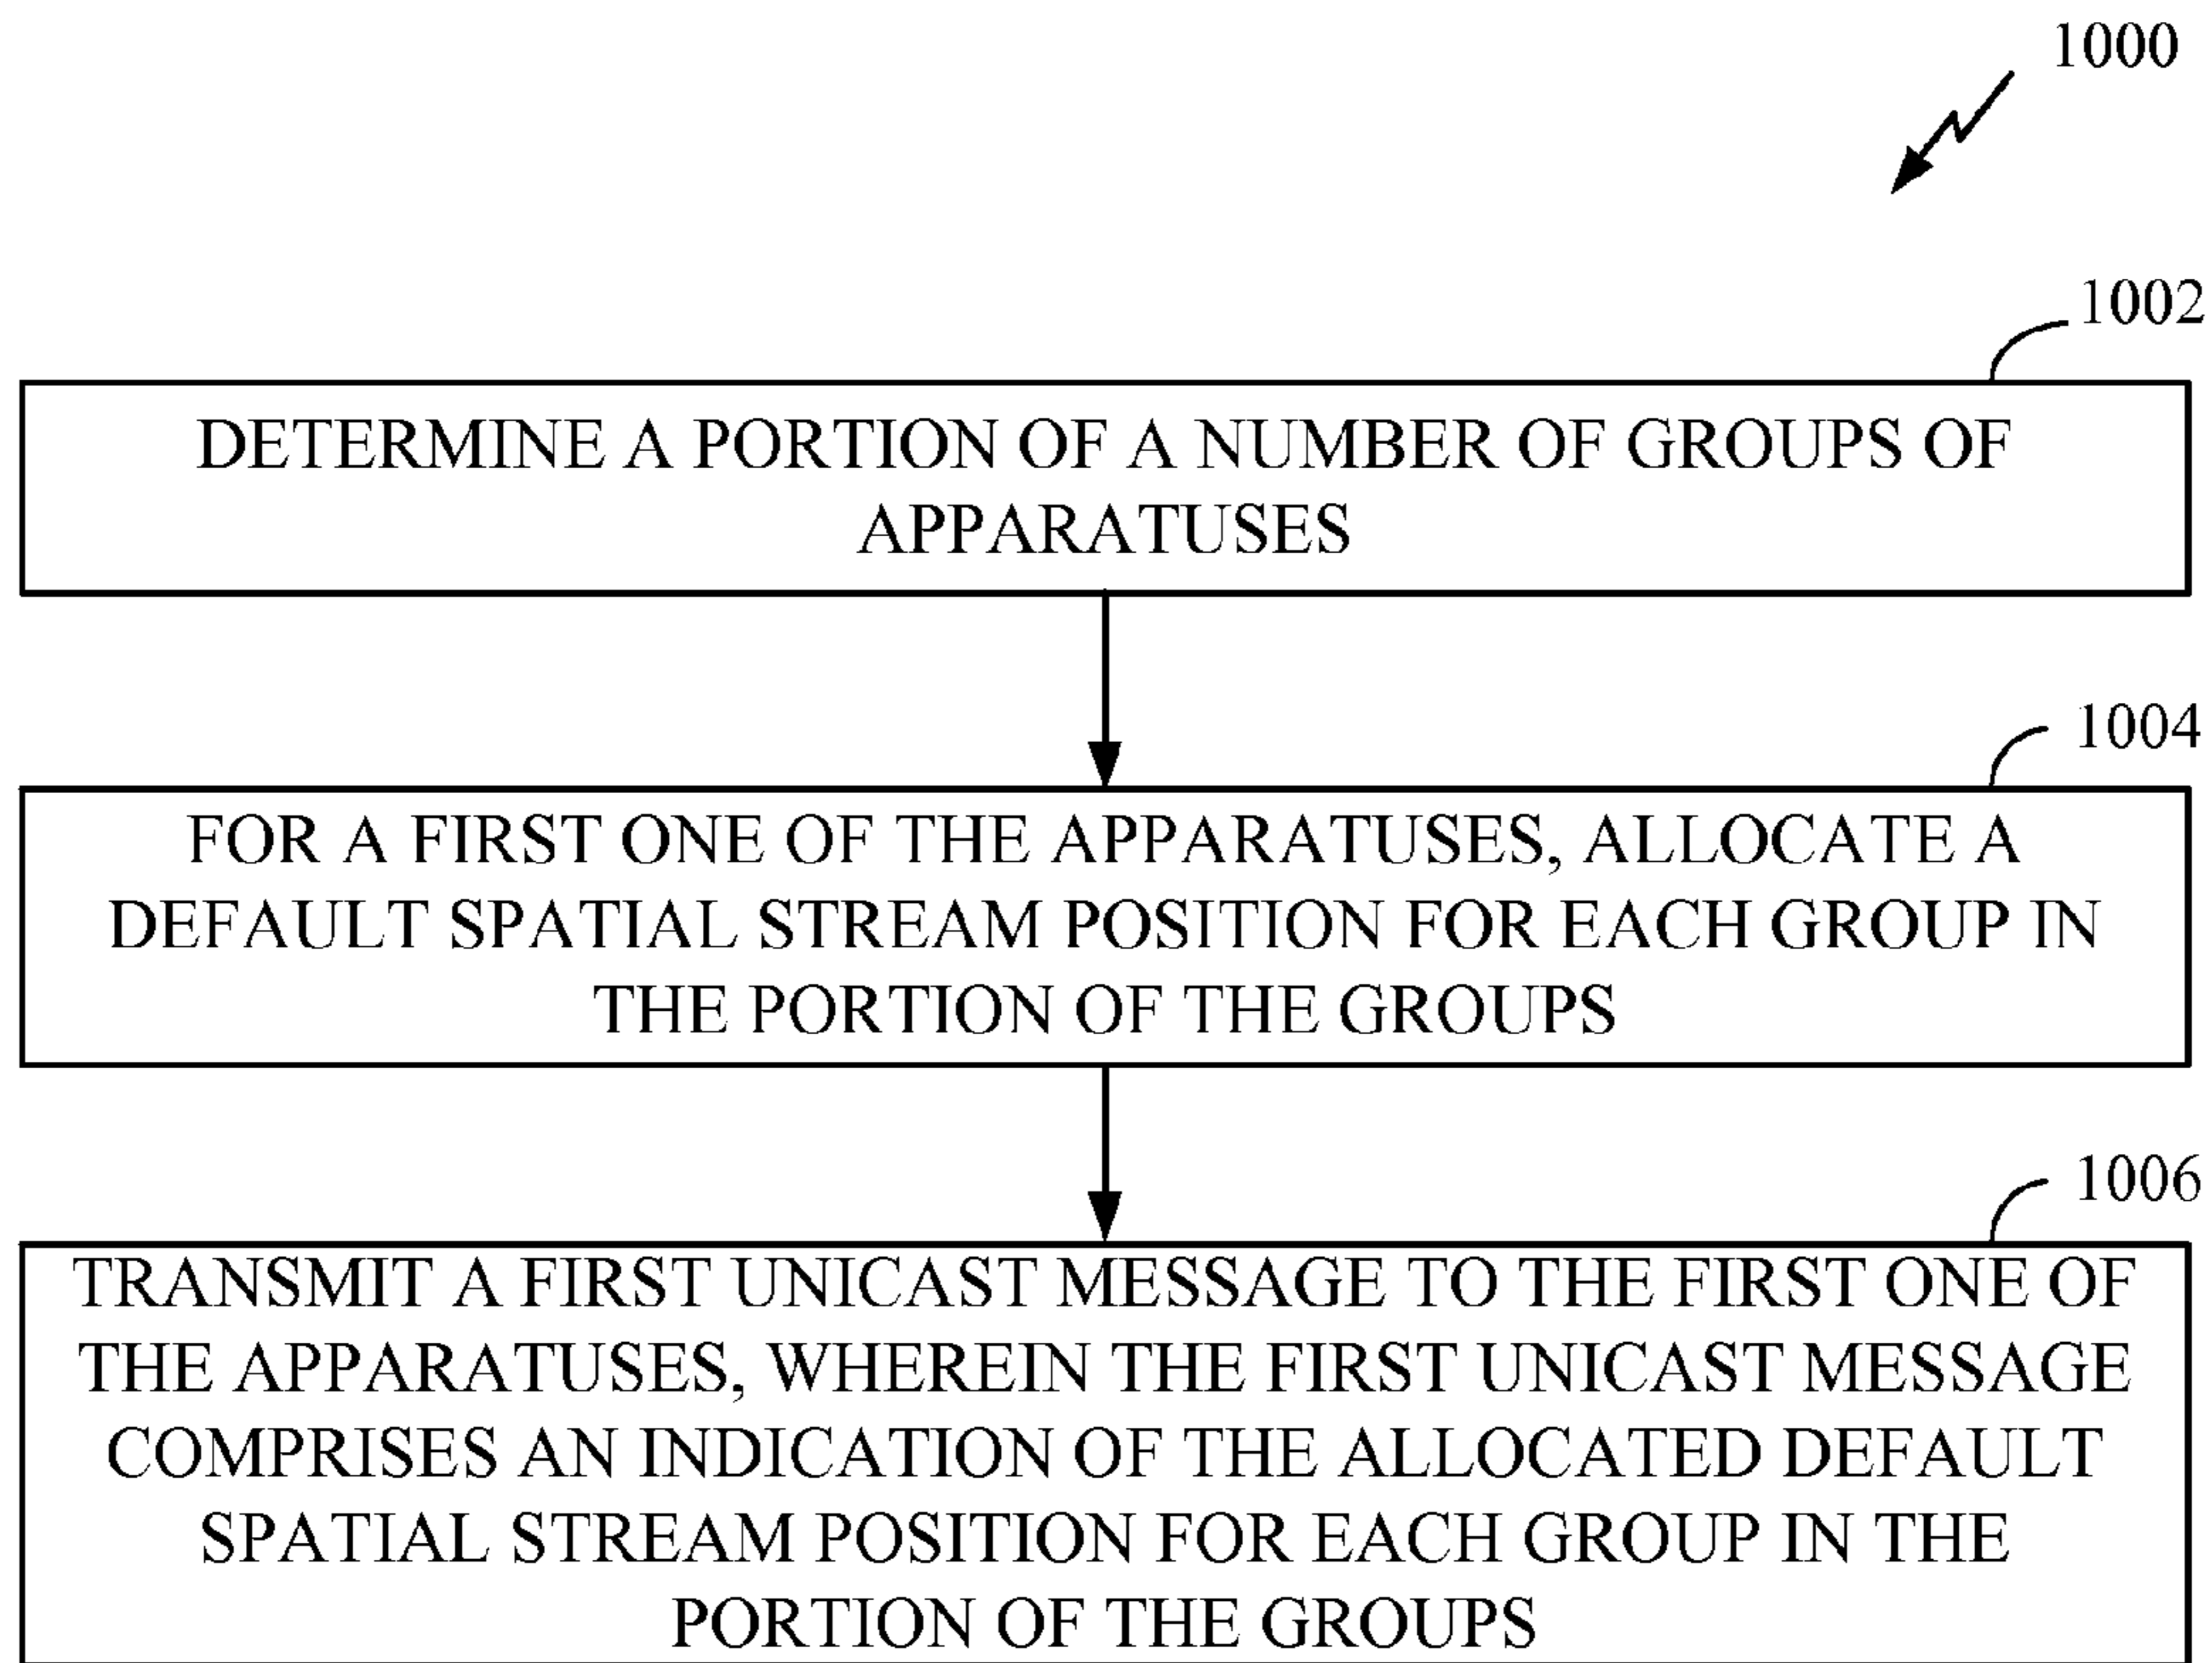 1000
1002
DETERMINE A PORTION OF A NUMBER OF GROUPS OF
APPARATUSES
1004
FOR A FIRST ONE OF THE APPARATUSES, ALLOCATE A
DEFAULT SPATIAL STREAM POSITION FOR EACH GROUP IN
THE PORTION OF THE GROUPS
1006
TRANSMIT A FIRST UNICAST MESSAGE TO THE FIRST ONE OF
THE APPARATUSES, WHEREIN THE FIRST UNICAST MESSAGE
COMPRISES AN INDICATION OF THE ALLOCATED DEFAULT
SPATIAL STREAM POSITION FOR EACH GROUP IN THE
PORTION OF THE GROUPS